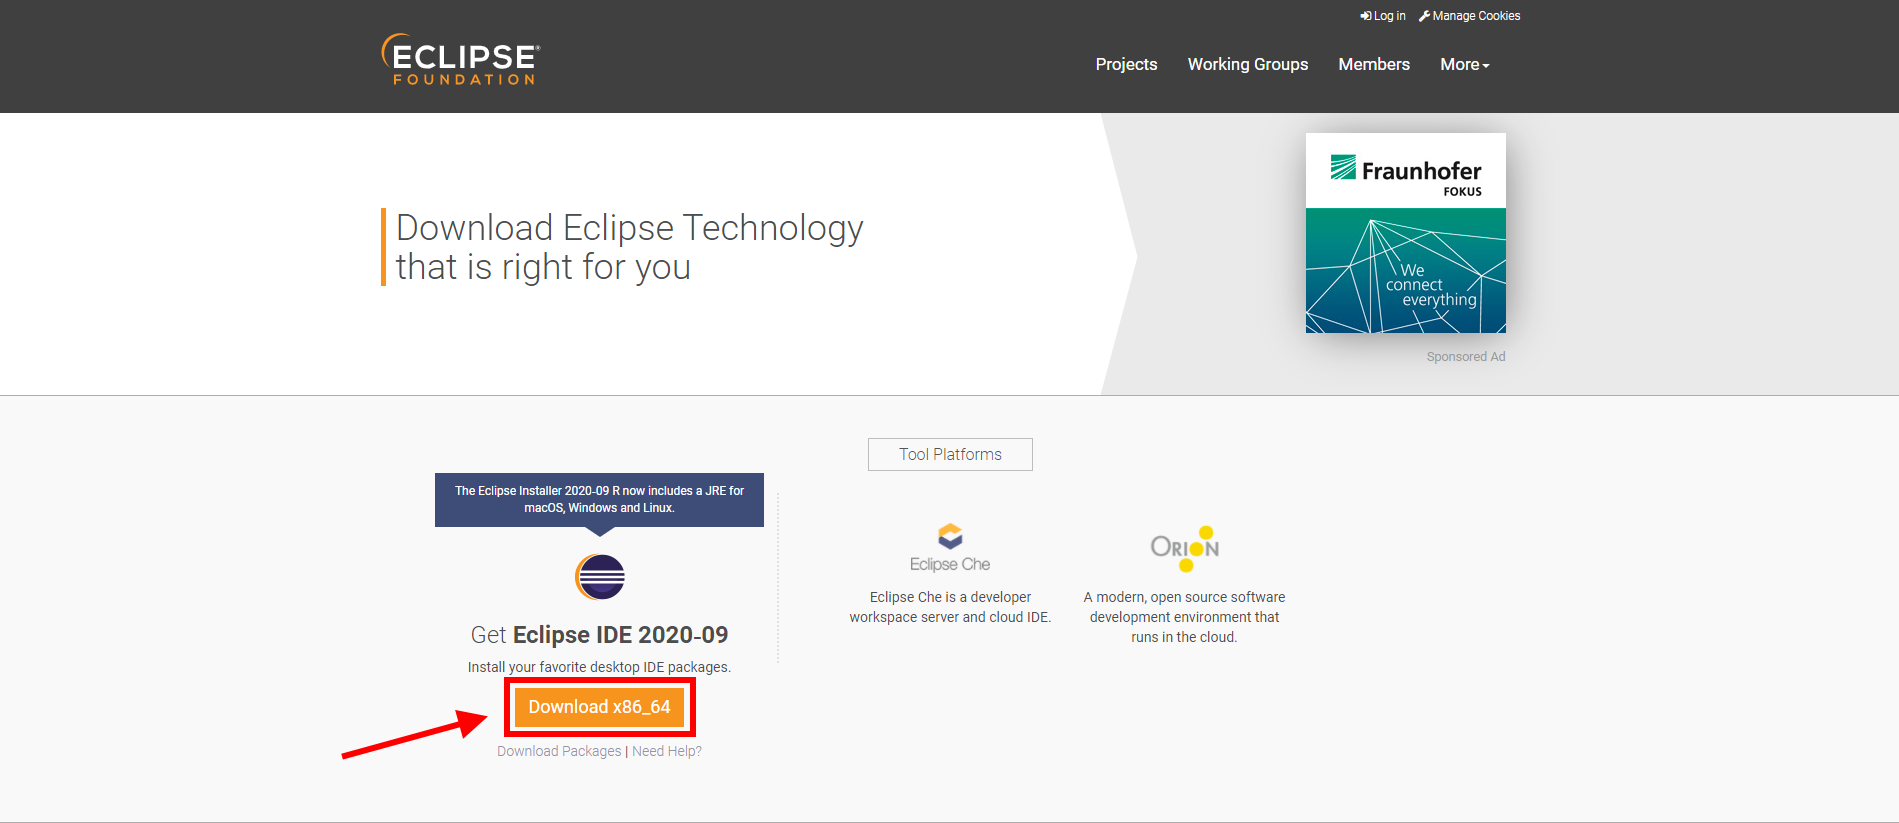 Log in
Manage Cookies
ECLIPSE®
FOUNDATION
Projects
Working Groups
Members
More
Download Eclipse Technology
that is right for you
Fraunhofer
FOKUS
We
connect
everything
Sponsored Ad
Tool Platforms
The Eclipse Installer 2020-09 R now includes a JRE for
macOS, Windows and Linux.
Get Eclipse IDE 2020-09
Install your favorite desktop IDE packages.
Download x86_64
Download Packages | Need Help?
Eclipse Che
Eclipse Che is a developer
workspace server and cloud IDE.
ORION
A modern, open source software
development environment that
runs in the cloud.